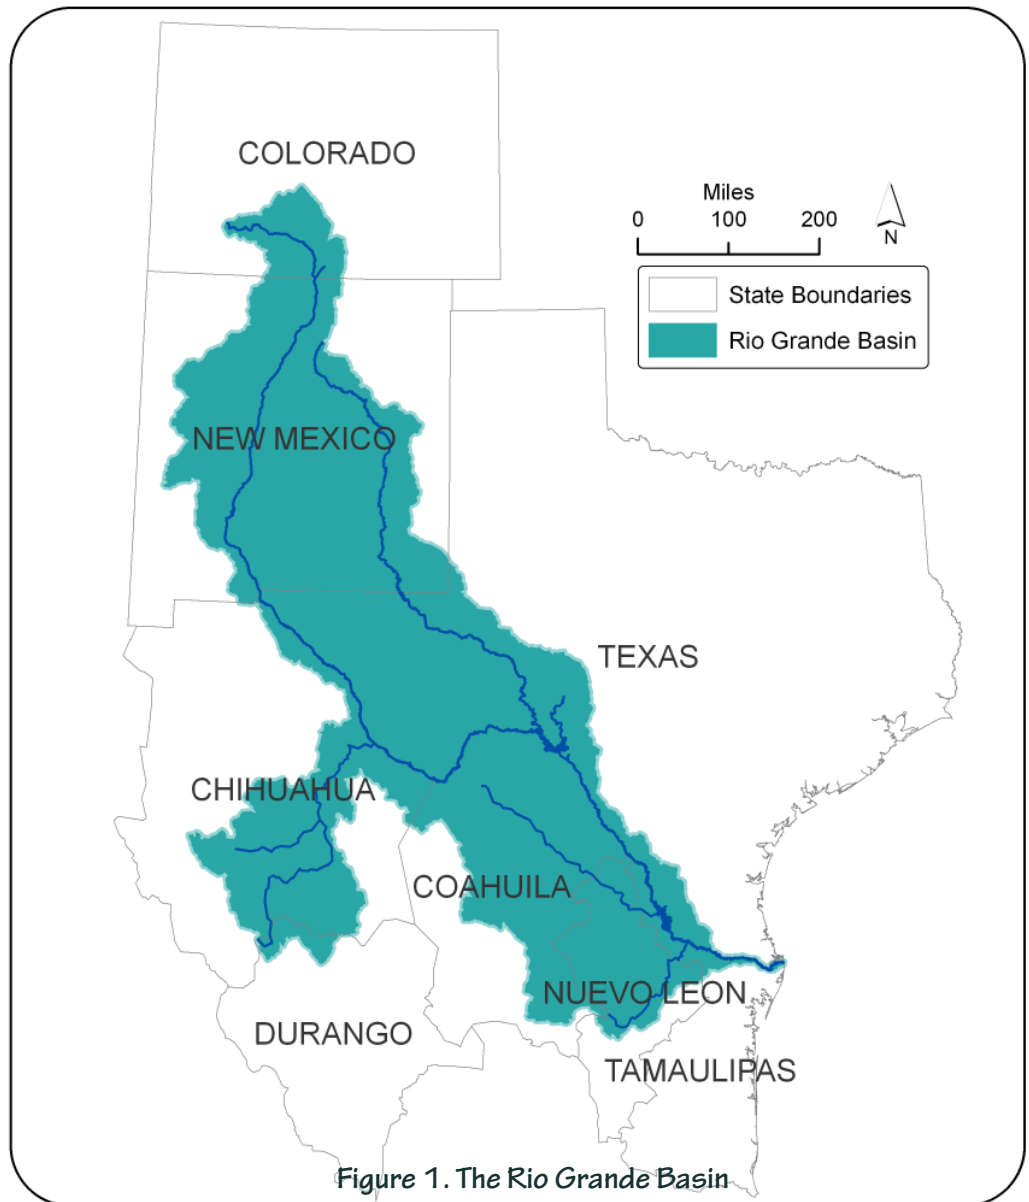 COLORADO
Miles
0 100 200
N
State Boundaries
Rio Grande Basin
NEW MEXICO
TEXAS
CHIHUAHUA
COAHUILA
NUEVO LEON
DURANGO
TAMAULIPAS
Figure 1. The Rio Grande Basin